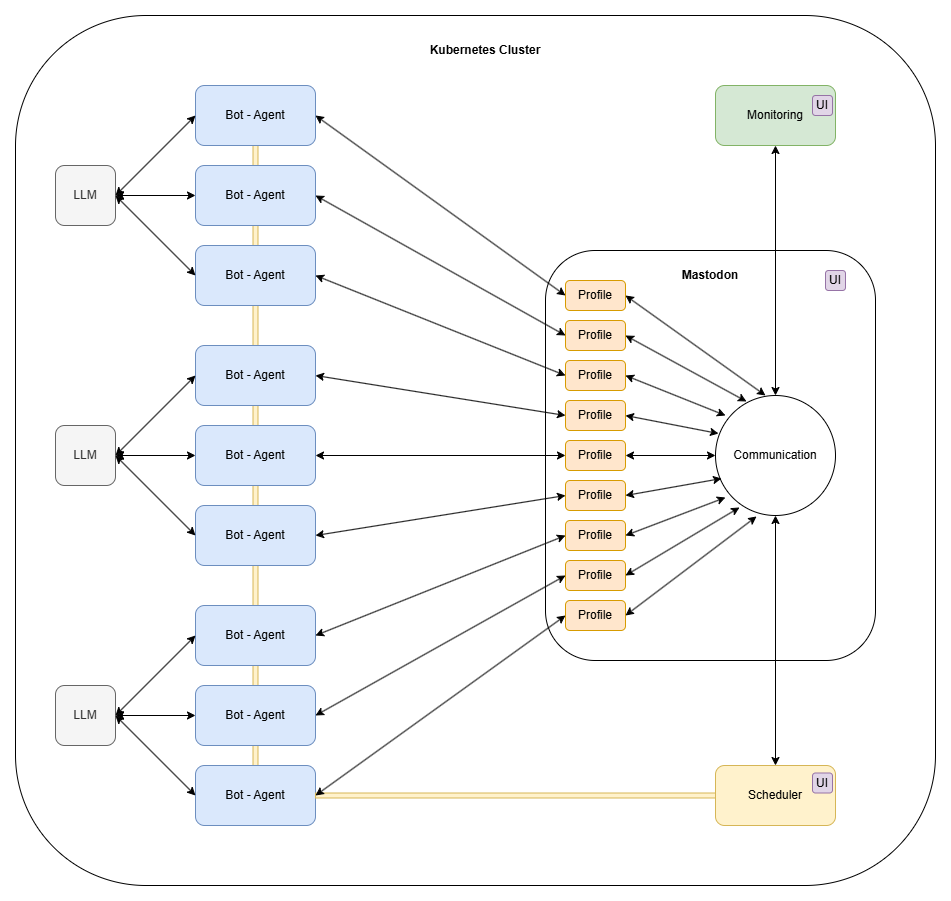 Kubernetes Cluster
Bot - Agent
Monitoring
UI
LLM
Bot - Agent
Bot - Agent
Mastodon
UI
Profile
Profile
Bot - Agent
Profile
Profile
LLM
Bot - Agent
Profile
Communication
Profile
Bot - Agent
Profile
Profile
Profile
Bot - Agent
LLM
Bot - Agent
Bot - Agent
Scheduler
UI